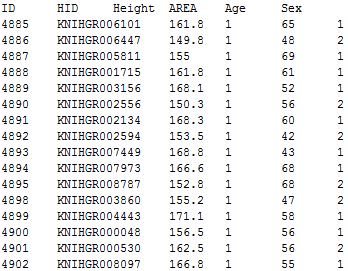 ID HID Height AREA Age Sex
4885 KNIHGR006101 161.8 1 65 1
4886 KNIHGR006447 149.8 1 48 2
4887 KNIHGR005811 155 1 69 1
4888 KNIHGR001715 161.8 1 61 1
4889 KNIHGR003156 168.1 1 52 1
4890 KNIHGR002556 150.3 1 56 2
4891 KNIHGR002134 168.3 1 60 1
4892 KNIHGR002594 153.5 1 42 2
4893 KNIHGR007449 168.8 1 43 1
4894 KNIHGR007973 166.6 1 68 1
4895 KNIHGR008787 152.8 1 68 2
4898 KNIHGR003860 155.2 1 47 2
4899 KNIHGR004443 171.1 1 58 1
4900 KNIHGR000048 156.5 1 56 1
4901 KNIHGR000530 162.5 1 56 2
4902 KNIHGR008097 166.8 1 55 1